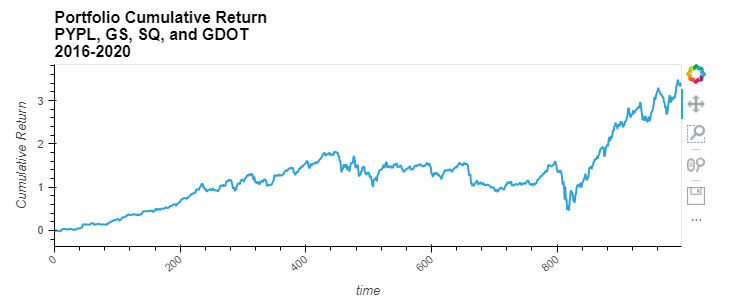 Portfolio Cumulative Return
PYPL, GS, SQ, and GDOT
2016-2020
Cumulative Return
3
2
1
0
0
200
400
600
800
time